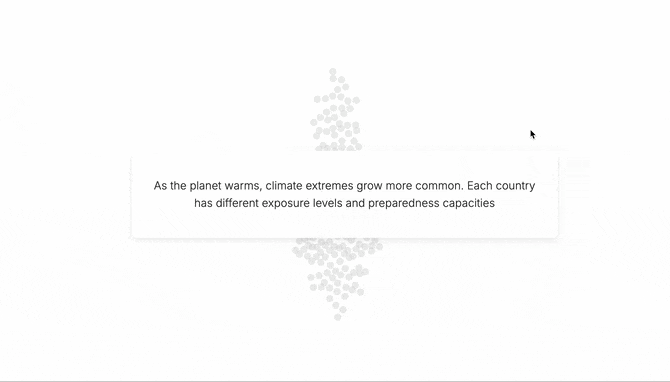 As the planet warms, climate extremes grow more common. Each country
has different exposure levels and preparedness capacities